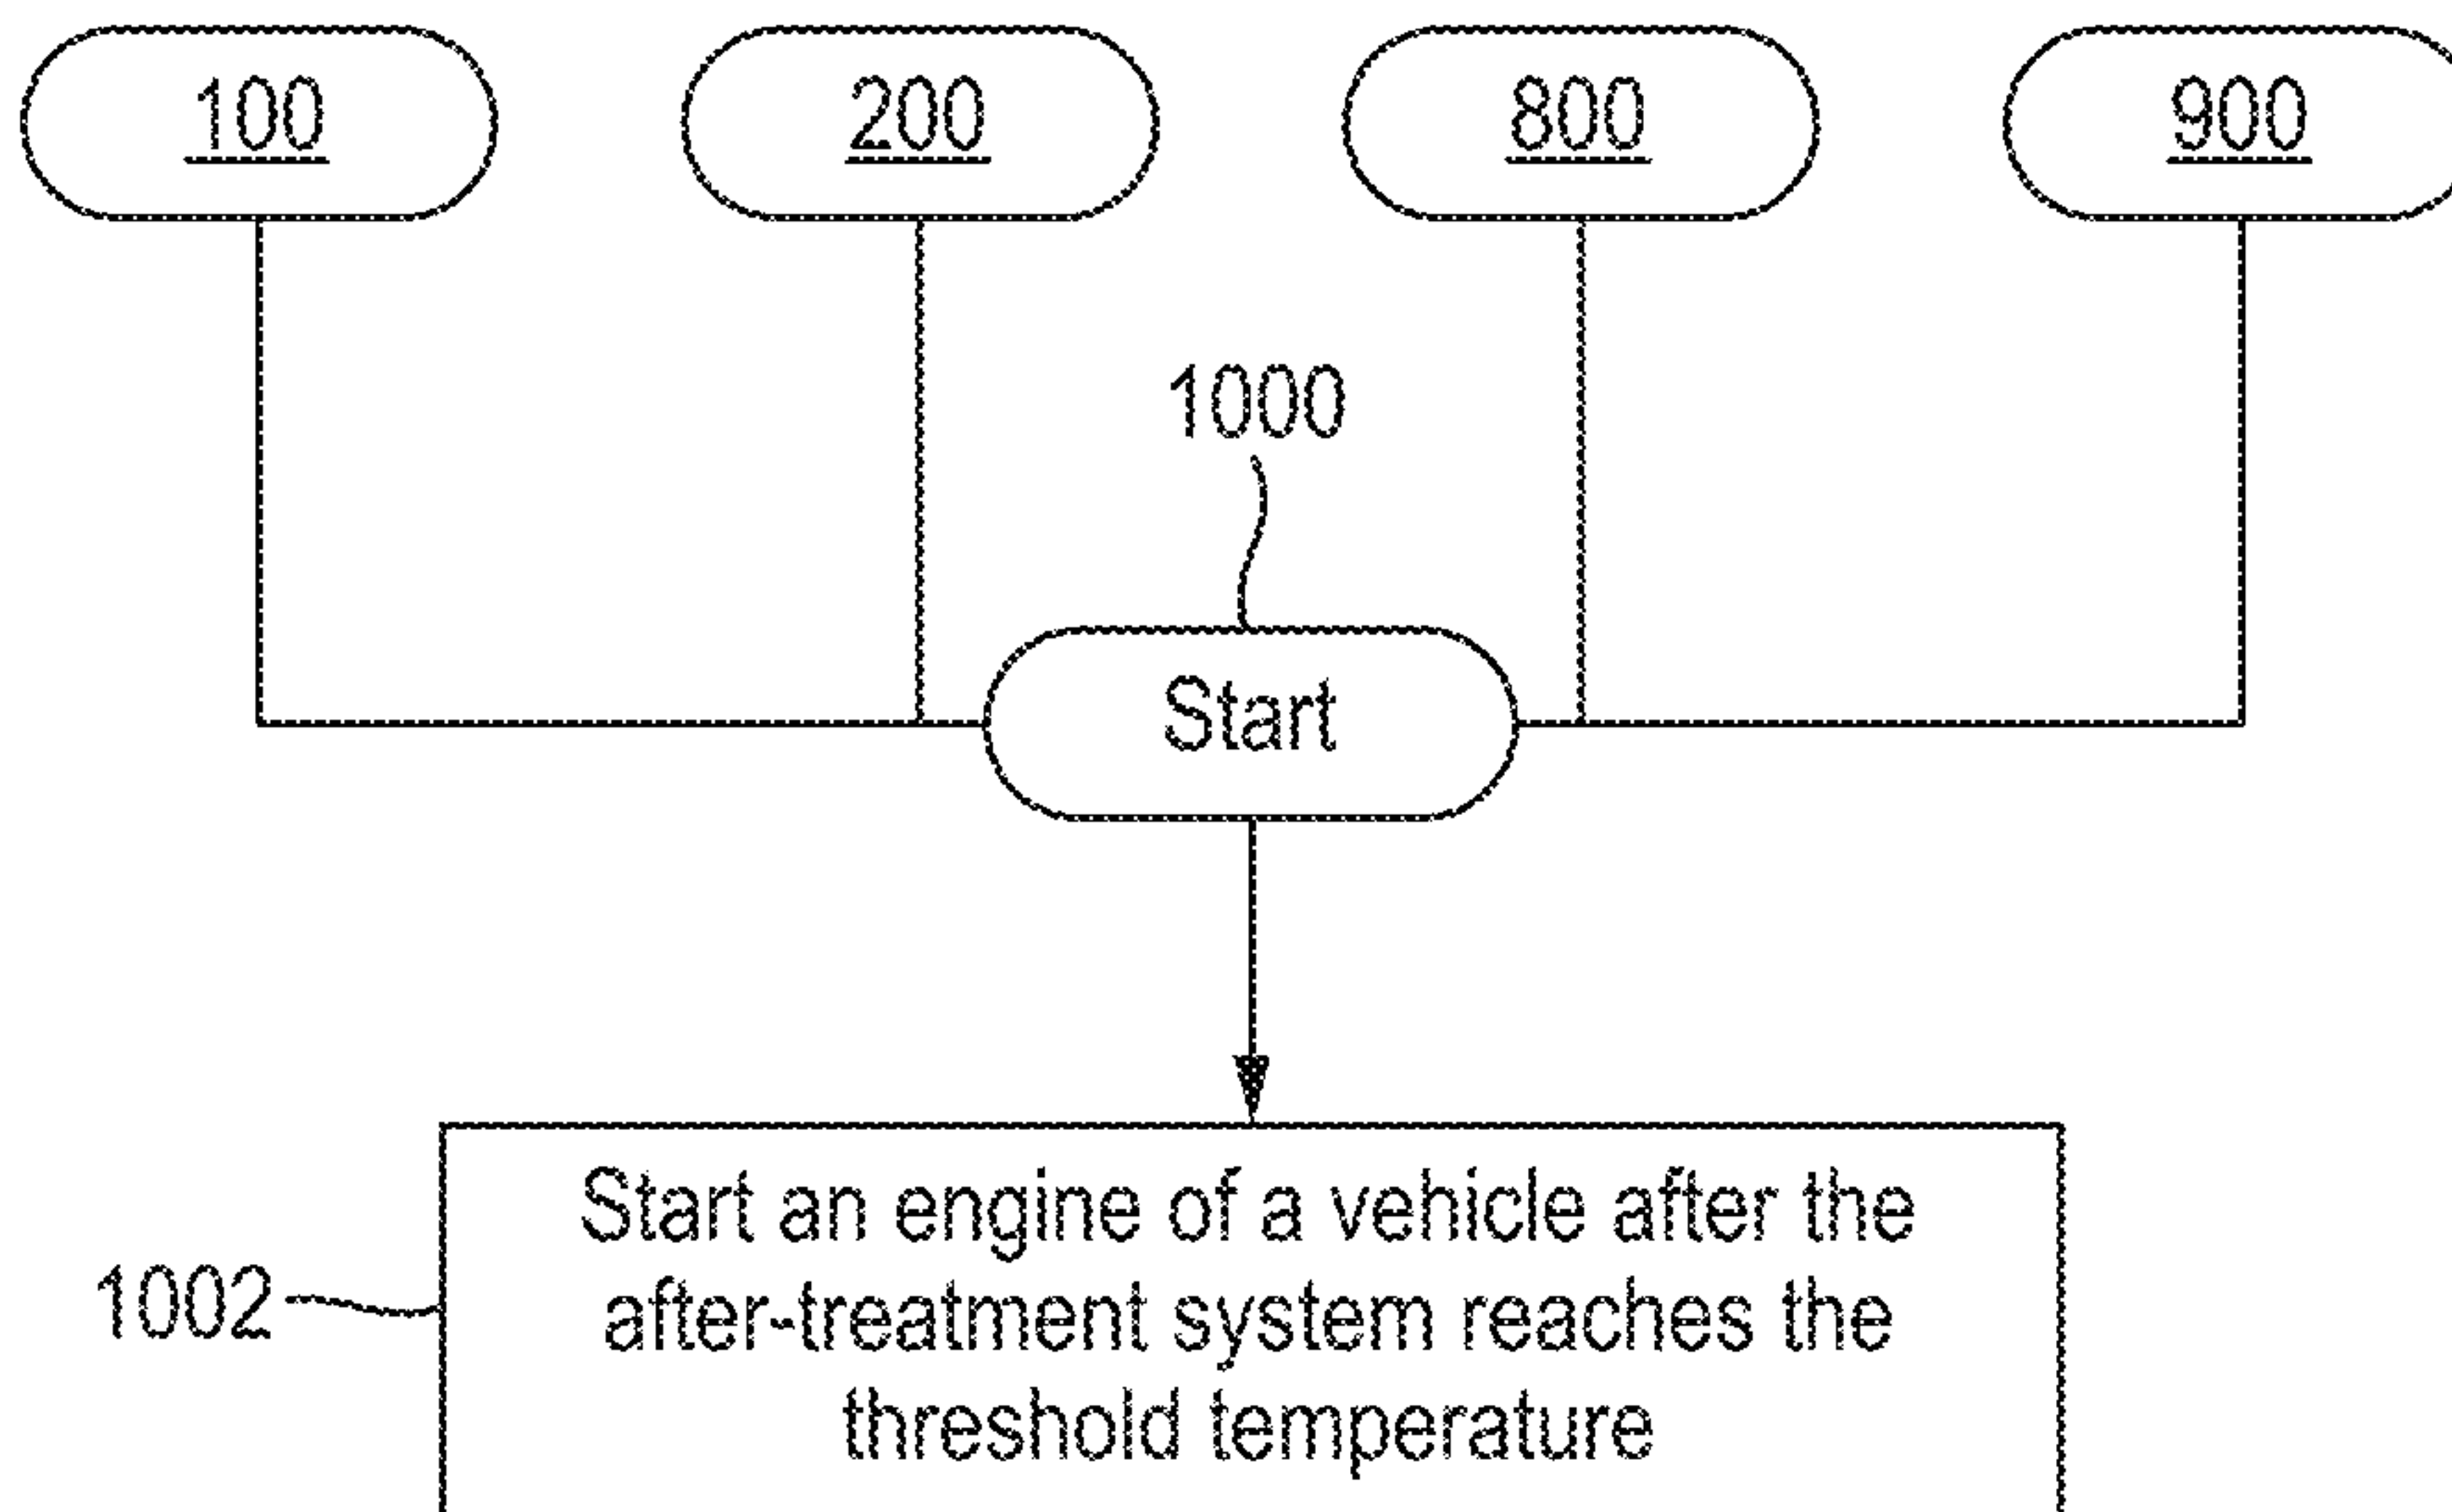 100 200 800 900
1000
Start
Start an engine of a vehicle after the
1002 after-treatment system reaches the
threshold temperature